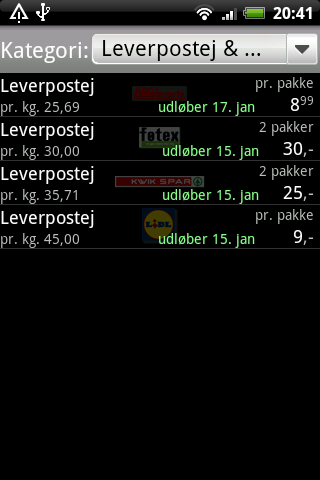 20:41
Kategori: Leverpostej & ...
Leverpostej pr. pakke
pr. kg. 25,69 udløber 17. jan 8⁹⁹
Leverpostej føtex 2 pakker
pr. kg. 30,00 udløber 15. jan 30,-
Leverpostej KWIK SPAR 2 pakker
pr. kg. 35,71 udløber 15. jan 25,-
Leverpostej LIDL pr. pakke
pr. kg. 45,00 udløber 15. jan 9,-